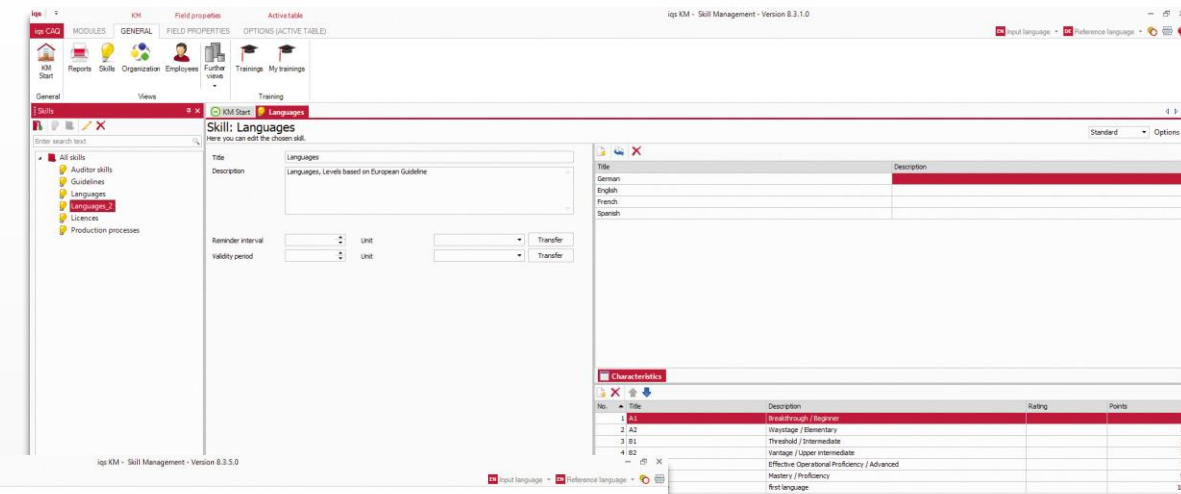 iqs
KM Field properties Active table
iqs KM - Skill Management - Version 8.3.1.0
iqs CAQ MODULES GENERAL FIELD PROPERTIES OPTIONS (ACTIVE TABLE)
EN Input language DE Reference language
KM Start Reports Skills Organization Employees Further views Trainings My trainings
General Views Training
Skills
KM Start Languages
Skill: Languages
Here you can edit the chosen skill.
Standard Options
Enter search text
All skills
Auditor skills
Guidelines
Languages
Languages_2
Licences
Production processes
Title Languages
Description Languages, Levels based on European Guideline
Reminder interval Unit Transfer
Validity period Unit Transfer
Title Description
German
English
French
Spanish
Characteristics
No. Title Description Rating Points
1 A1 Breakthrough / Beginner
2 A2 Waystage / Elementary
3 B1 Threshold / Intermediate
4 B2 Vantage / Upper intermediate
Effective Operational Proficiency / Advanced
Mastery / Proficiency
first language
iqs KM - Skill Management - Version 8.3.5.0
EN Input language EN Reference language